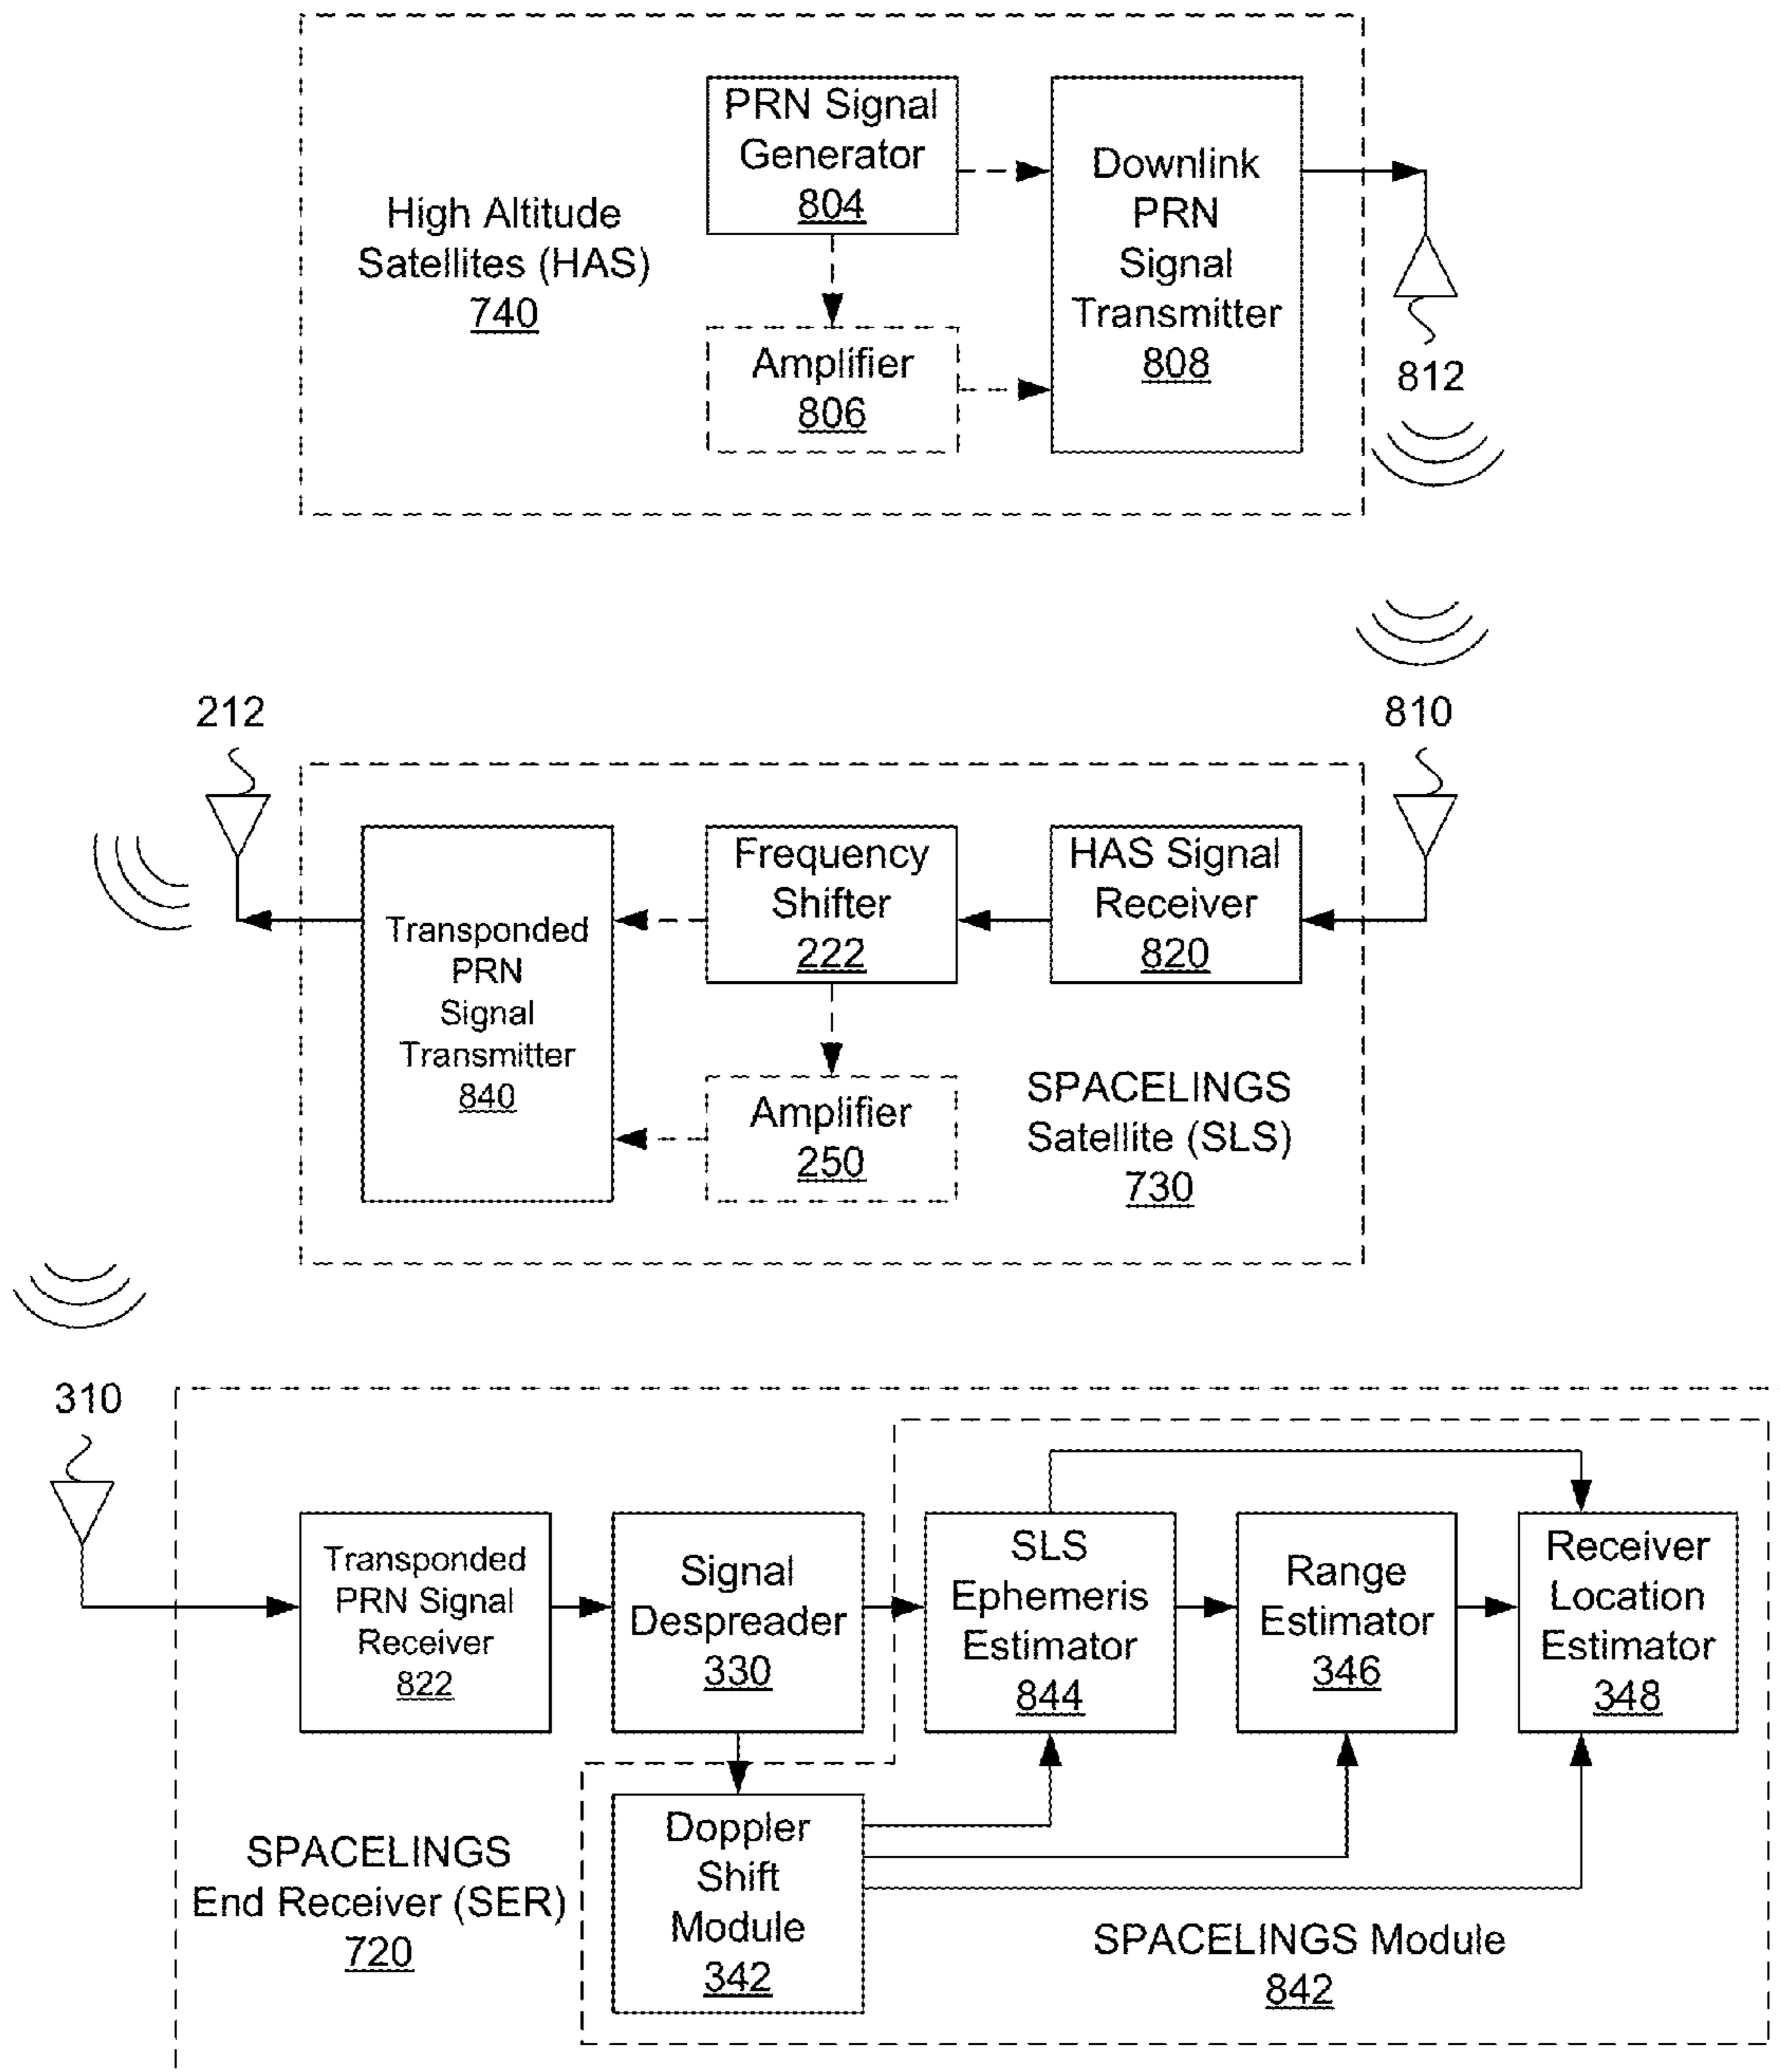 PRN Signal
Generator
804
Downlink
PRN
Signal
Transmitter
808
High Altitude
Satellites (HAS)
740
Amplifier
806
812
212
810
Transponded
PRN
Signal
Transmitter
840
Frequency
Shifter
222
HAS Signal
Receiver
820
Amplifier
250
SPACELINGS
Satellite (SLS)
730
310
Transponded
PRN Signal
Receiver
822
Signal
Despreader
330
SLS
Ephemeris
Estimator
844
Range
Estimator
346
Receiver
Location
Estimator
348
Doppler
Shift
Module
342
SPACELINGS
End Receiver (SER)
720
SPACELINGS Module
842